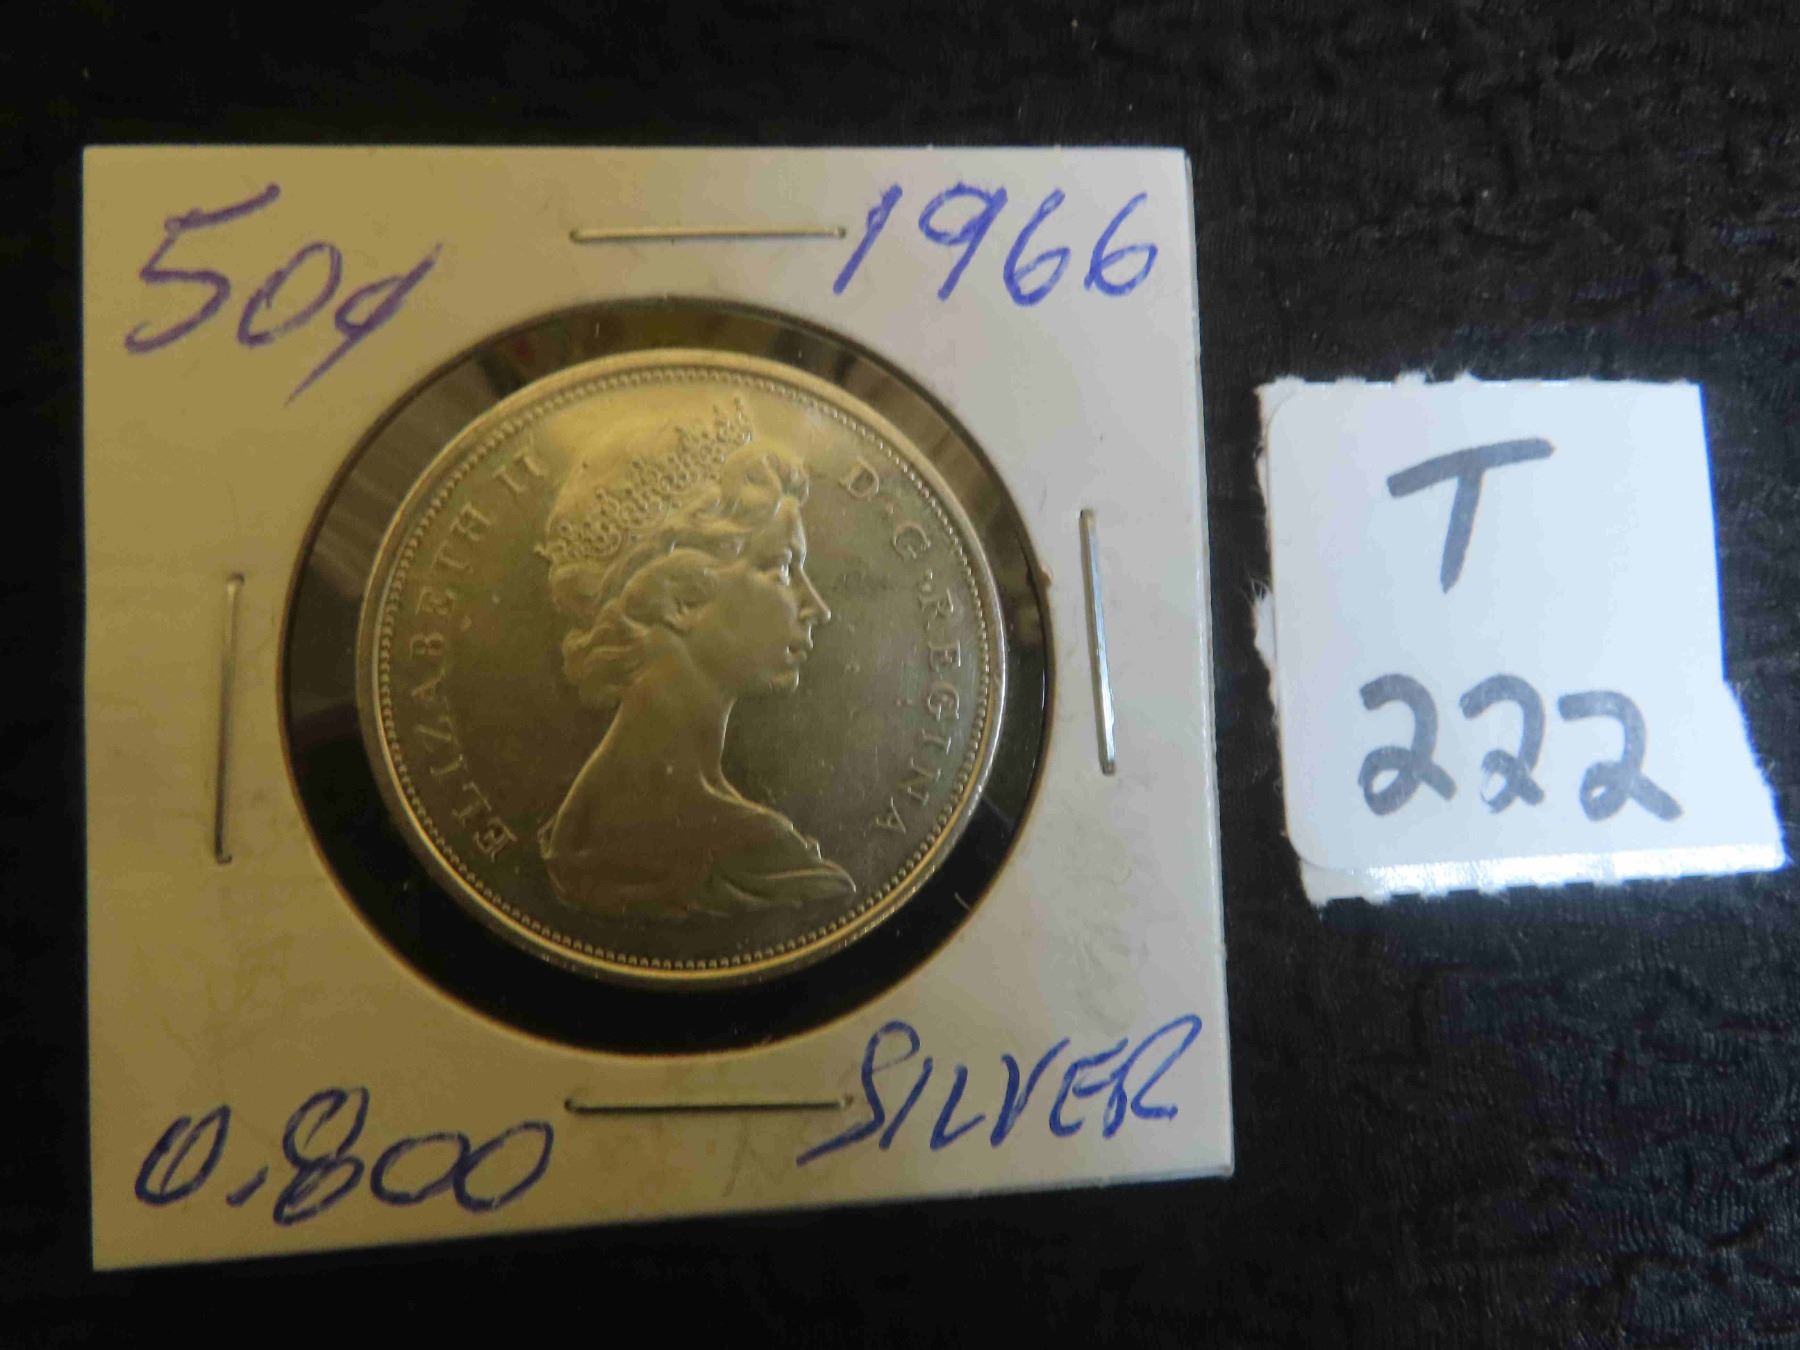 50¢ 1966
ELIZABETH II D·G·REGINA
0.800 SILVER
T
222